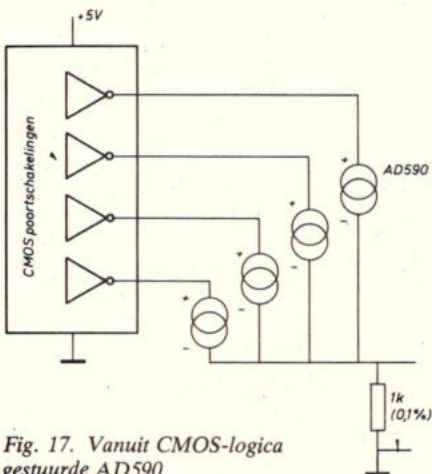 +5V
CMOS poortschakelingen
+
AD590
-
+
-
+
-
+
-
1k
(0,1%)
Fig. 17. Vanuit CMOS-logica
gestuurde AD590